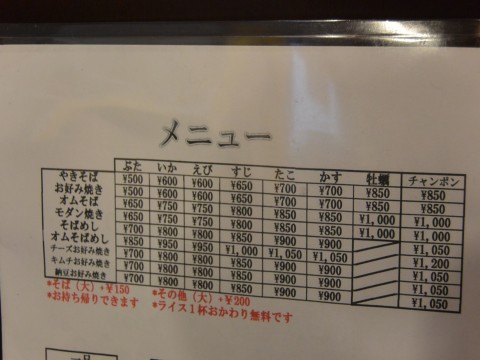 メニュー
ぶた いか えび すじ たこ かす 牡蠣 チャンポン
やきそば ¥500 ¥600 ¥600 ¥650 ¥700 ¥700 ¥850 ¥850
お好み焼き ¥500 ¥600 ¥600 ¥650 ¥700 ¥700 ¥850 ¥850
オムそば ¥650 ¥750 ¥750 ¥800 ¥850 ¥850 ¥1,000 ¥1,000
モダン焼き ¥650 ¥750 ¥750 ¥800 ¥850 ¥850 ¥1,000 ¥1,000
そばめし ¥700 ¥800 ¥800 ¥850 ¥900 ¥900 ¥1,050
オムそばめし ¥850 ¥950 ¥950 ¥1,000 ¥1,050 ¥1,050 ¥1,200
チーズお好み焼き ¥700 ¥800 ¥800 ¥850 ¥900 ¥900 ¥1,050
キムチお好み焼き ¥700 ¥800 ¥800 ¥850 ¥900 ¥900 ¥1,050
納豆お好み焼き ¥700 ¥800 ¥800 ¥850 ¥900 ¥900 ¥1,050
*そば（大）+¥150 *その他（大）+¥200
*お持ち帰りできます *ライス1杯おかわり無料です